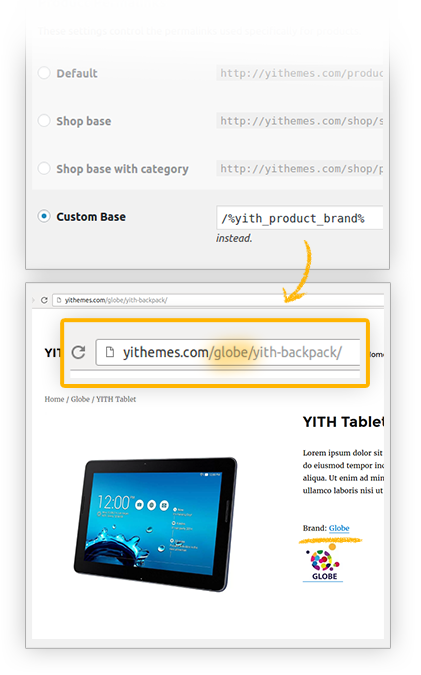 Default
http://yithemes.com/produc
Shop base
http://yithemes.com/shop/s
Shop base with category
http://yithemes.com/shop/p
Custom Base
/%yith_product_brand%
instead.
yithemes.com/globe/yith-backpack/
YIT
yithemes.com/globe/yith-backpack/
Home
Home / Globe / YITH Tablet
YITH Tablet
Lorem ipsum dolor sit
do eiusmod tempor inc
aliqua. Ut enim ad min
ullamco laboris nisi ut
12:00
Brand: Globe
GLOBE